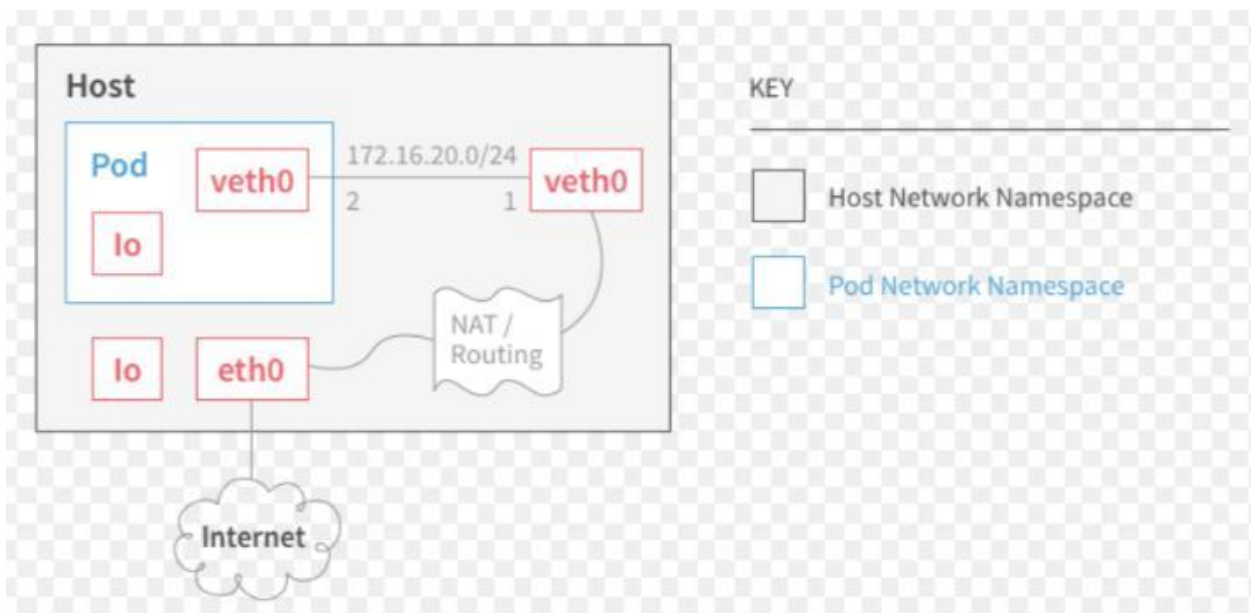 Host
KEY
Pod
veth0
172.16.20.0/24
veth0
2
1
Host Network Namespace
lo
Pod Network Namespace
NAT /
Routing
lo
eth0
Internet